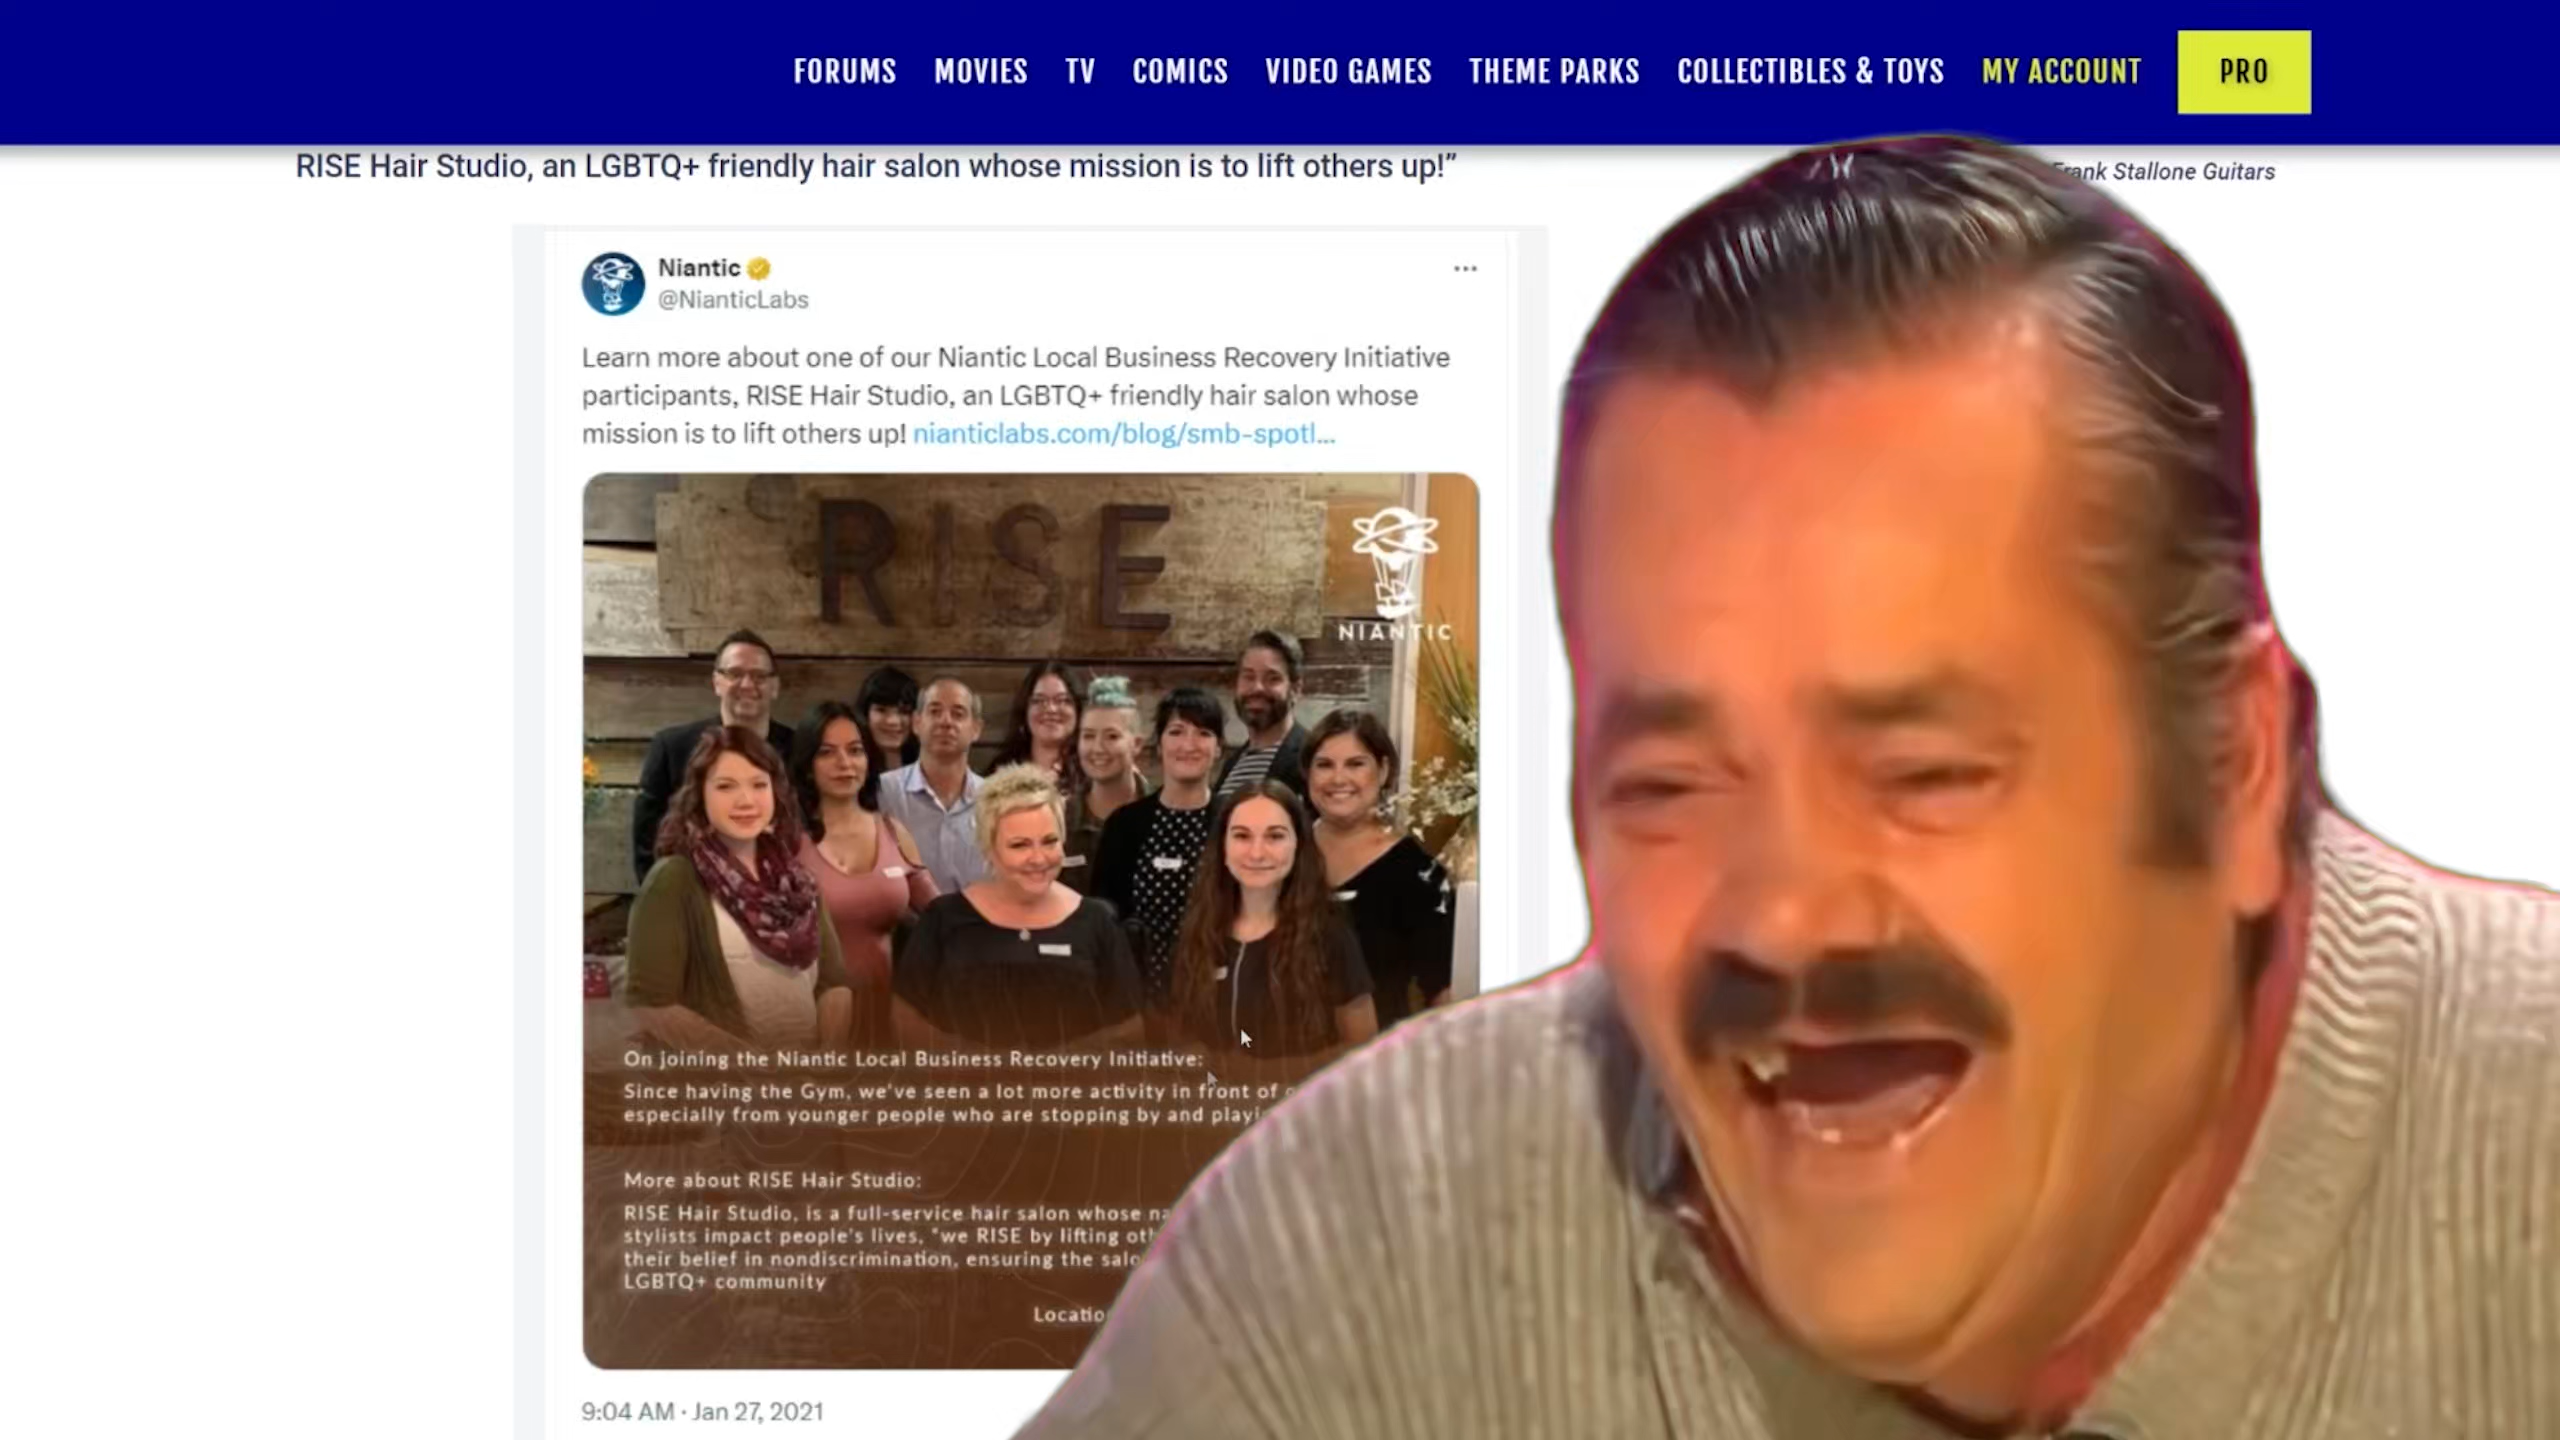 FORUMS MOVIES TV COMICS VIDEO GAMES THEME PARKS COLLECTIBLES & TOYS MY ACCOUNT PRO
RISE Hair Studio, an LGBTQ+ friendly hair salon whose mission is to lift others up!”
Frank Stallone Guitars
Niantic
@NianticLabs
Learn more about one of our Niantic Local Business Recovery Initiative
participants, RISE Hair Studio, an LGBTQ+ friendly hair salon whose
mission is to lift others up! nianticlabs.com/blog/smb-spotl...
RISE
NIANTIC
On joining the Niantic Local Business Recovery Initiative:
Since having the Gym, we've seen a lot more activity in front of
especially from younger people who are stopping by and
More about RISE Hair Studio:
RISE Hair Studio, is a full-service hair salon whose
stylists impact people's lives, "we RISE by lifting
their belief in nondiscrimination, ensuring the
LGBTQ+ community
9:04 AM · Jan 27, 2021